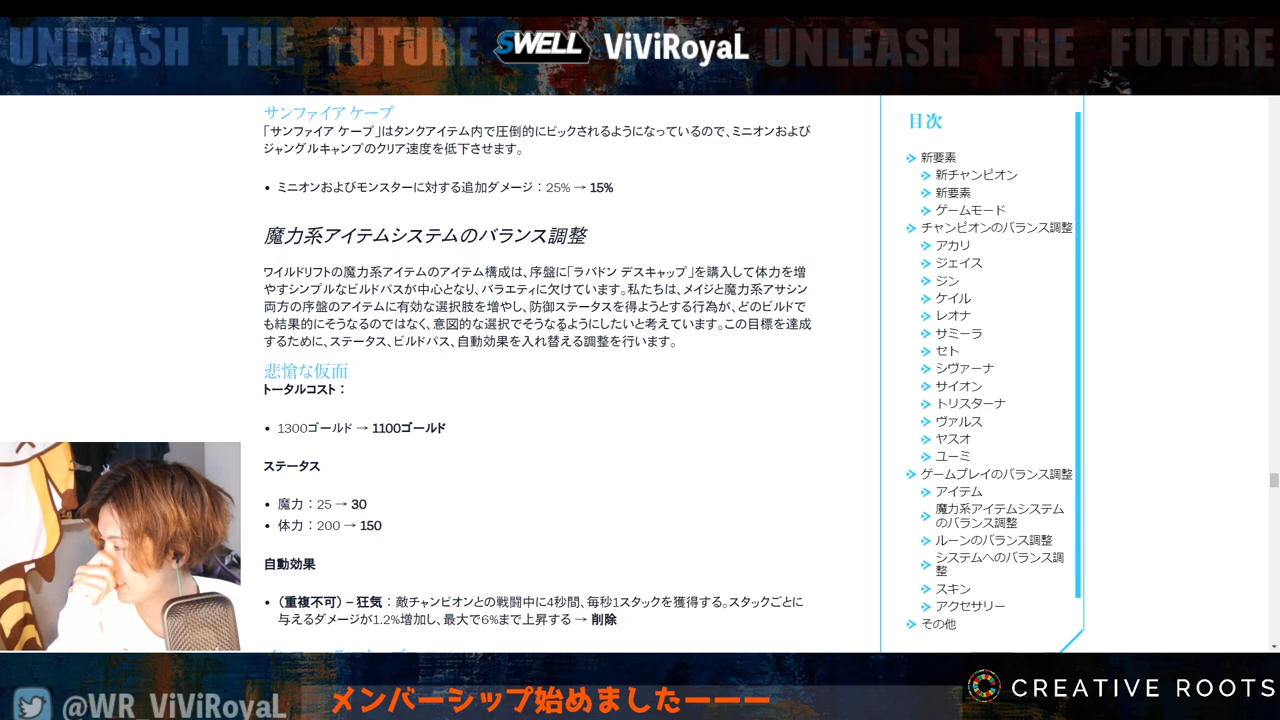 UNLEASH THE FUTURE
SWELL ViViRoyaL
UNLEASH THE FUTURE
サンファイア ケープ
「サンファイア ケープ」はタンクアイテム内で圧倒的にピックされるようになっているので、ミニオンおよび
ジャングルキャンプのクリア速度を低下させます。
• ミニオンおよびモンスターに対する追加ダメージ：25% → 15%
魔力系アイテムシステムのバランス調整
ワイルドリフトの魔力系アイテムのアイテム構成は、序盤に「ラバドン デスキャップ」を購入して体力を増
やすシンプルなビルドパスが中心となり、バラエティに欠けています。私たちは、メイジと魔力系アサシン
両方の序盤のアイテムに有効な選択肢を増やし、防御ステータスを得ようとする行為が、どのビルドで
も結果的にそうなるのではなく、意図的な選択でそうなるようにしたいと考えています。この目標を達成
するために、ステータス、ビルドパス、自動効果を入れ替える調整を行います。
悲愴な仮面
トータルコスト：
• 1300ゴールド → 1100ゴールド
ステータス
• 魔力：25 → 30
• 体力：200 → 150
自動効果
• （重複不可） – 狂気：敵チャンピオンとの戦闘中に4秒間、毎秒1スタックを獲得する。スタックごとに
与えるダメージが1.2%増加し、最大で6%まで上昇する → 削除
目次
新要素
新チャンピオン
新要素
ゲームモード
チャンピオンのバランス調整
アカリ
ジェイス
ジン
ケイル
レオナ
サミーラ
セト
シヴァーナ
サイオン
トリスターナ
ヴァルス
ヤスオ
ユーミ
ゲームプレイのバランス調整
アイテム
魔力系アイテムシステム
のバランス調整
ルーンのバランス調整
システムへのバランス調
整
スキン
アクセサリー
その他
@WR_ViViRoyaL
メンバーシップ始めましたーーー
CREATIVE ROOTS